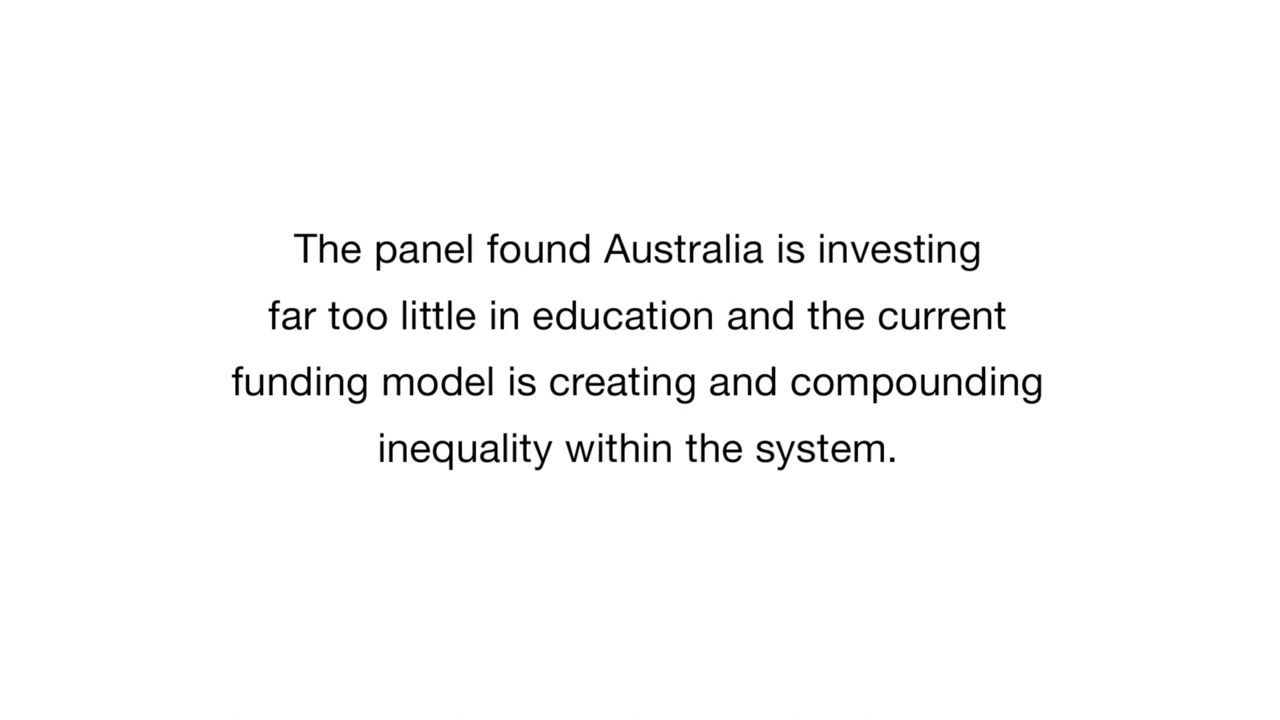 The panel found Australia is investing
far too little in education and the current
funding model is creating and compounding
inequality within the system.